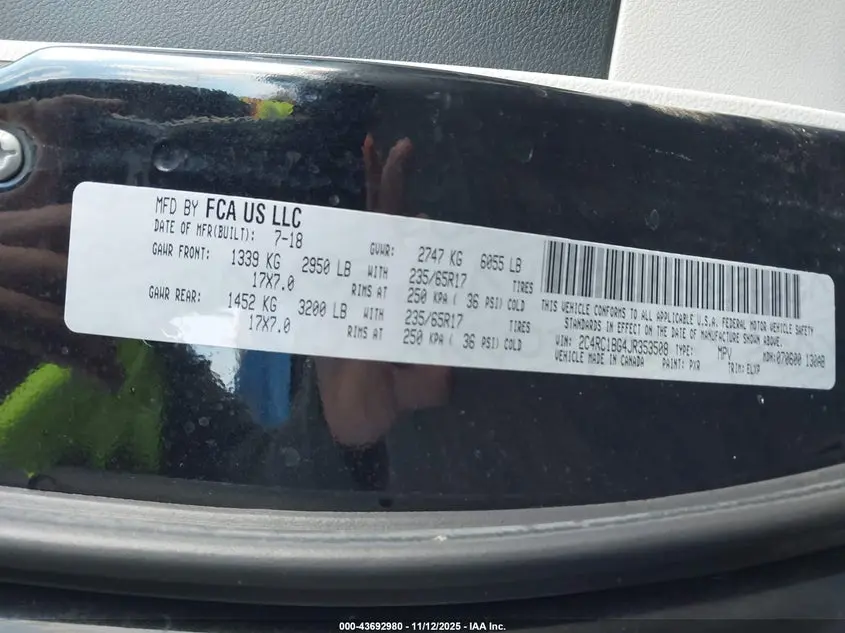 MFD BY FCA US LLC
DATE OF MFR(BUILT): 7-18
GVWR: 2747 KG 6055 LB
GAWR FRONT: 1339 KG 2950 LB WITH 235/65R17 TIRES
17X7.0 RIMS AT 250 KPA ( 36 PSI) COLD
GAWR REAR: 1452 KG 3200 LB WITH 235/65R17 TIRES
17X7.0 RIMS AT 250 KPA ( 36 PSI) COLD
THIS VEHICLE CONFORMS TO ALL APPLICABLE U.S.A. FEDERAL MOTOR VEHICLE SAFETY
STANDARDS IN EFFECT ON THE DATE OF MANUFACTURE SHOWN ABOVE.
VIN: 2C4RC1BG4JR353508 TYPE: MPV MDH:070600 130AB
VEHICLE MADE IN CANADA PAINT: PXR TRIM: ELXP
000-43692980 - 11/12/2025 - IAA Inc.